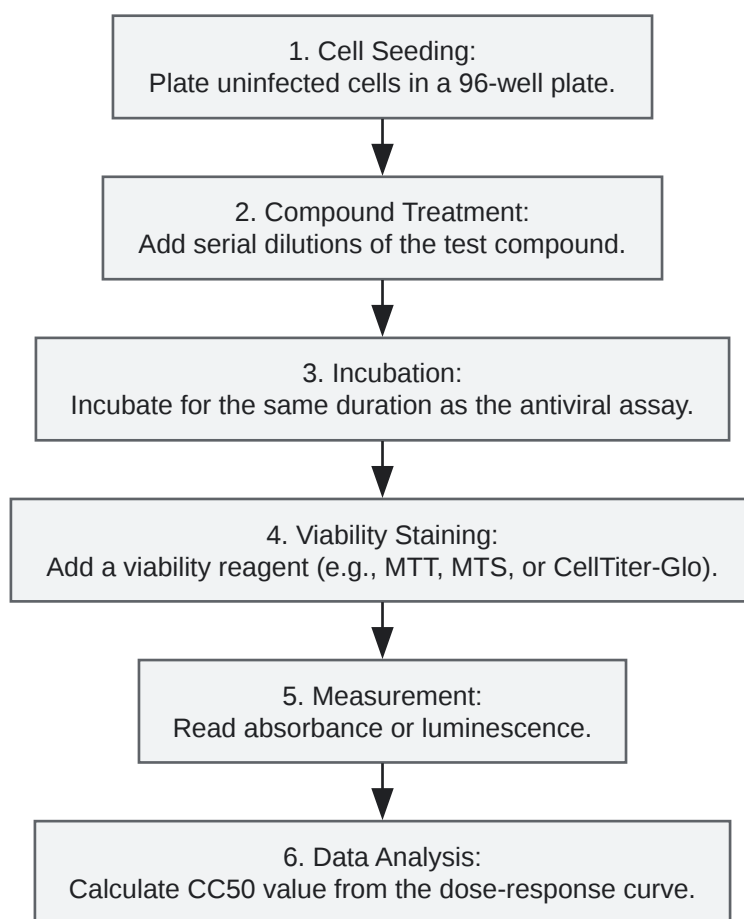 1. Cell Seeding:
Plate uninfected cells in a 96-well plate.
2. Compound Treatment:
Add serial dilutions of the test compound.
3. Incubation:
Incubate for the same duration as the antiviral assay.
4. Viability Staining:
Add a viability reagent (e.g., MTT, MTS, or CellTiter-Glo).
5. Measurement:
Read absorbance or luminescence.
6. Data Analysis:
Calculate CC50 value from the dose-response curve.